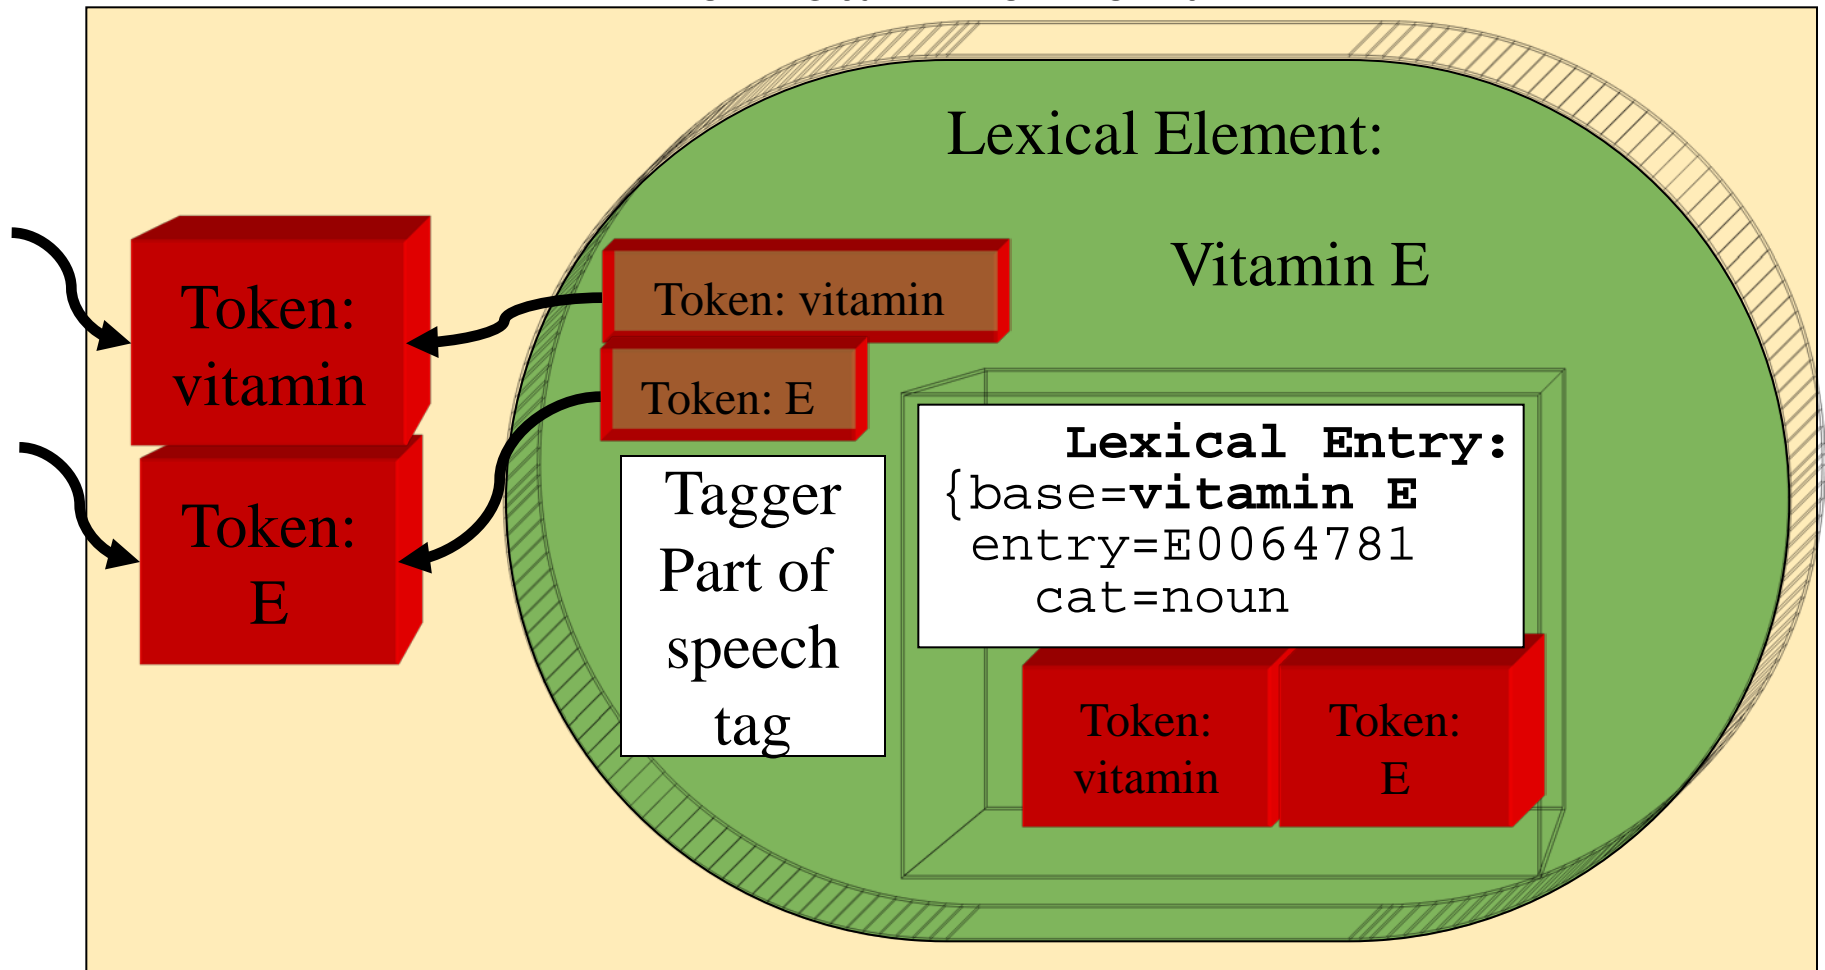 Lexical Element:
Vitamin E
Token:
vitamin
Token:
E
Token: vitamin
Token: E
Tagger
Part of
speech
tag
Lexical Entry:
{base=vitamin E
entry=E0064781
cat=noun
Token:
vitamin
Token:
E